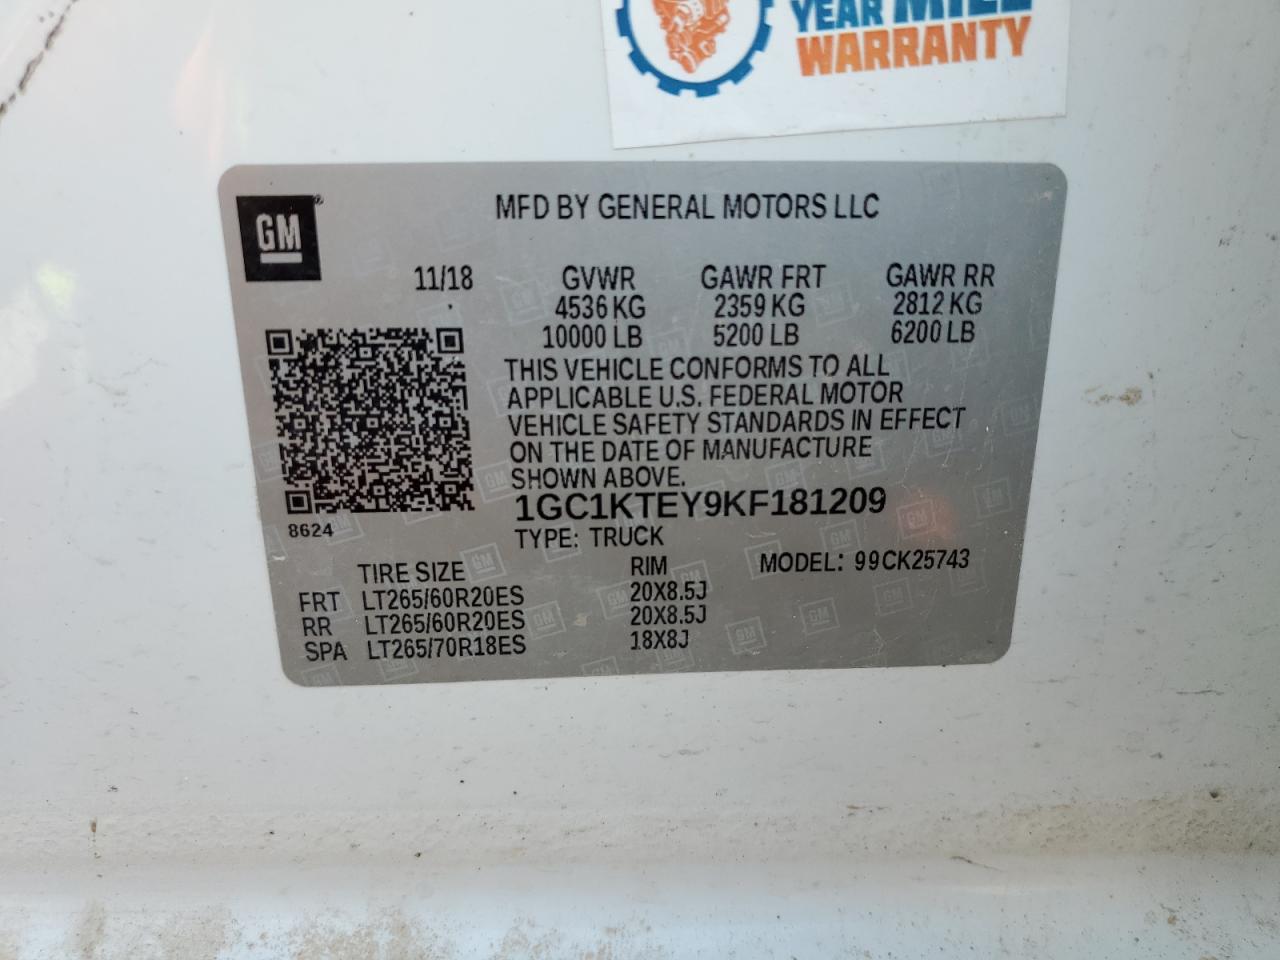 YEAR MILE
WARRANTY
GM
MFD BY GENERAL MOTORS LLC
11/18 GVWR GAWR FRT GAWR RR
4536 KG 2359 KG 2812 KG
10000 LB 5200 LB 6200 LB
THIS VEHICLE CONFORMS TO ALL
APPLICABLE U.S. FEDERAL MOTOR
VEHICLE SAFETY STANDARDS IN EFFECT
ON THE DATE OF MANUFACTURE
SHOWN ABOVE.
1GC1KTEY9KF181209
8624
TYPE: TRUCK
TIRE SIZE RIM MODEL: 99CK25743
FRT LT265/60R20ES 20X8.5J
RR LT265/60R20ES 20X8.5J
SPA LT265/70R18ES 18X8J